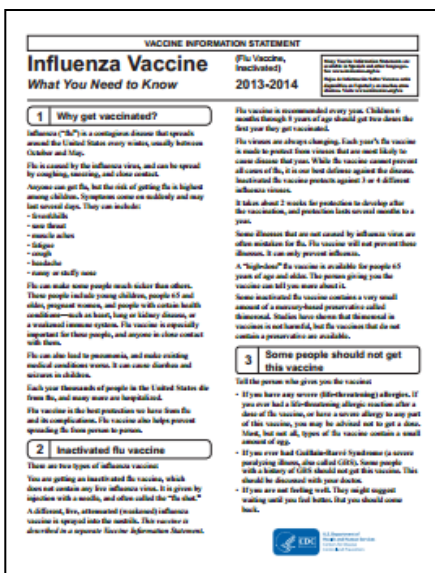 VACCINE INFORMATION STATEMENT
Influenza Vaccine
What You Need to Know
(Flu Vaccine,
Inactivated)
2013-2014
Many Vaccine Information Statements are
available in Spanish and other languages.
1 Why get vaccinated?
Influenza (“flu”) is a contagious disease that spreads
around the United States every winter, usually between
October and May.
Flu is caused by the influenza virus, and can be spread
by coughing, sneezing, and close contact.
Anyone can get flu, but the risk of getting flu is highest
among children. Symptoms come on suddenly and may
last several days. They can include:
• fever/chills
• sore throat
• muscle aches
• fatigue
• cough
• headache
• runny or stuffy nose
Flu can make some people much sicker than others.
These people include young children, people 65 and
older, pregnant women, and people with certain health
conditions—such as heart, lung or kidney disease, or
a weakened immune system. Flu vaccine is especially
important for these people, and anyone in close contact
with them.
Flu can also lead to pneumonia, and make existing
medical conditions worse. It can cause diarrhea and
seizures in children.
Each year thousands of people in the United States die
from flu, and many more are hospitalized.
Flu vaccine is the best protection we have from flu
and its complications. Flu vaccine also helps prevent
spreading flu from person to person.
2 Inactivated flu vaccine
There are two types of influenza vaccine:
You are getting an inactivated flu vaccine, which
does not contain any live influenza virus. It is given by
injection with a needle, and often called the “flu shot.”
A different, live, attenuated (weakened) influenza
vaccine is sprayed into the nostrils. This vaccine is
described in a separate Vaccine Information Statement.
Flu vaccine is recommended every year. Children 6
months through 8 years of age should get two doses the
first year they get vaccinated.
Flu viruses are always changing. Each year’s flu vaccine
is made to protect from viruses that are most likely to
cause disease that year. While flu vaccine cannot prevent
all cases of flu, it is our best defense against the disease.
Inactivated flu vaccine protects against 3 or 4 different
influenza viruses.
It takes about 2 weeks for protection to develop after
the vaccination, and protection lasts several months to a
year.
Some illnesses that are not caused by influenza virus are
often mistaken for flu. Flu vaccine will not prevent these
illnesses. It can only prevent influenza.
A “high-dose” flu vaccine is available for people 65
years of age and older. The person giving you the
vaccine can tell you more about it.
Some inactivated flu vaccine contains a very small
amount of a mercury-based preservative called
thimerosal. Studies have shown that thimerosal in
vaccines is not harmful, but flu vaccines that do not
contain a preservative are available.
3 Some people should not get
this vaccine
Tell the person who gives you the vaccine:
• If you have any severe (life-threatening) allergies. If
you ever had a life-threatening allergic reaction after a
dose of flu vaccine, or have a severe allergy to any part
of this vaccine, you may be advised not to get a dose.
Most, but not all, types of flu vaccine contain a small
amount of egg.
• If you ever had Guillain-Barré Syndrome (a severe
paralyzing illness, also called GBS). Some people
with a history of GBS should not get this vaccine. This
should be discussed with your doctor.
• If you are not feeling well. They might suggest
waiting until you feel better. But you should come
back.
CDC
U.S. Department of
Health and Human Services
Centers for Disease
Control and Prevention